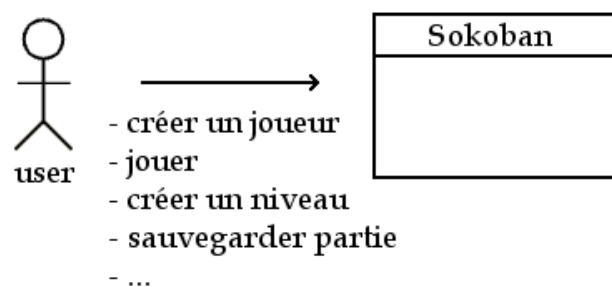 Sokoban
- créer un joueur
- jouer
user
- créer un niveau
- sauvegarder partie
- ...